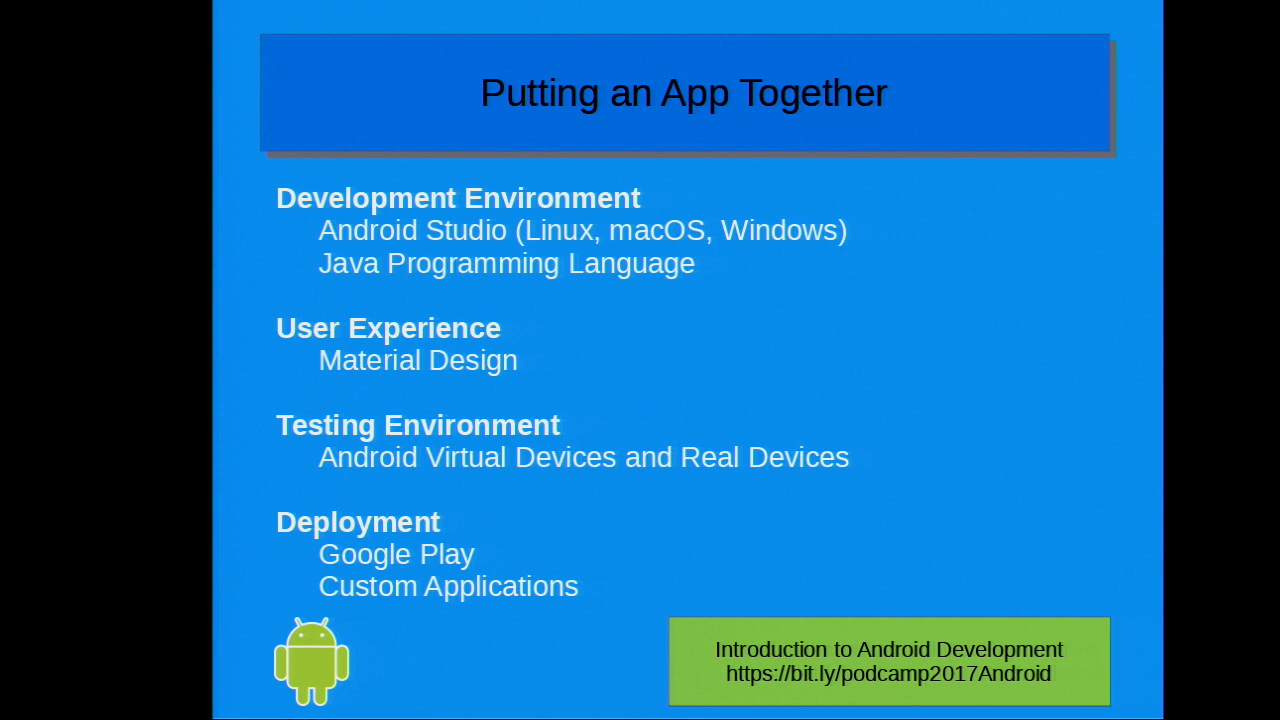 Putting an App Together
Development Environment
Android Studio (Linux, macOS, Windows)
Java Programming Language
User Experience
Material Design
Testing Environment
Android Virtual Devices and Real Devices
Deployment
Google Play
Custom Applications
Introduction to Android Development
https://bit.ly/podcamp2017Android